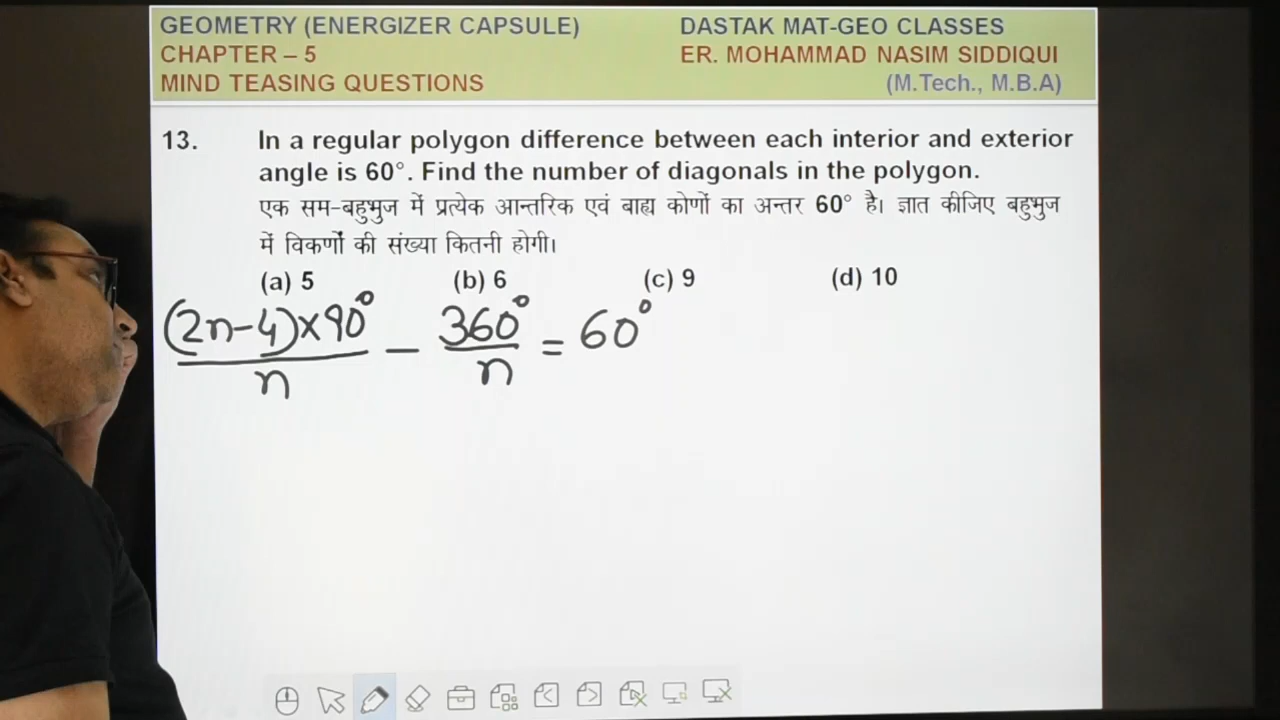 GEOMETRY (ENERGIZER CAPSULE) DASTAK MAT-GEO CLASSES
CHAPTER – 5 ER. MOHAMMAD NASIM SIDDIQUI
MIND TEASING QUESTIONS (M.Tech., M.B.A)
13. In a regular polygon difference between each interior and exterior
angle is 60°. Find the number of diagonals in the polygon.
एक सम-बहुभुज में प्रत्येक आन्तरिक एवं बाह्य कोणों का अन्तर 60° है। ज्ञात कीजिए बहुभुज
में विकर्णों की संख्या कितनी होगी।
(a) 5 (b) 6 (c) 9 (d) 10
(2n-4)×90° / n − 360° / n = 60°